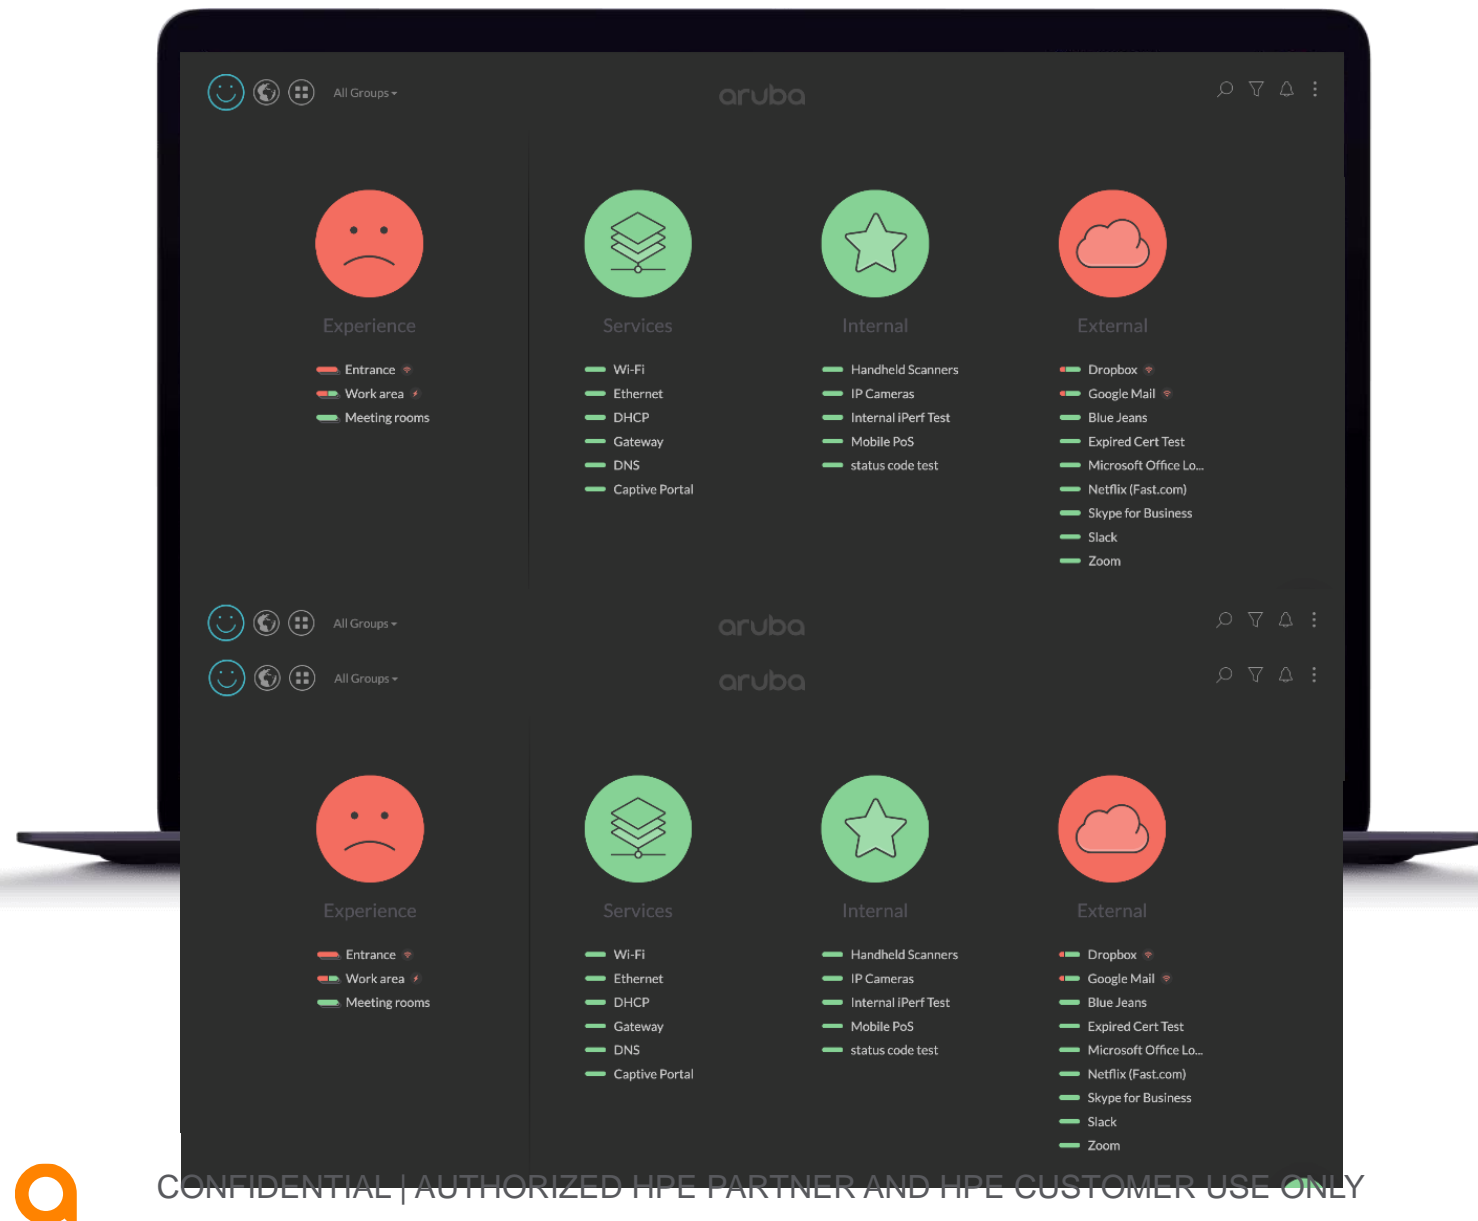 All Groups
aruba
Experience
Services
Internal
External
Entrance
Work area
Meeting rooms
Wi-Fi
Ethernet
DHCP
Gateway
DNS
Captive Portal
Handheld Scanners
IP Cameras
Internal iPerf Test
Mobile PoS
status code test
Dropbox
Google Mail
Blue Jeans
Expired Cert Test
Microsoft Office Lo...
Netflix (Fast.com)
Skype for Business
Slack
Zoom
All Groups
aruba
All Groups
aruba
Experience
Services
Internal
External
Entrance
Work area
Meeting rooms
Wi-Fi
Ethernet
DHCP
Gateway
DNS
Captive Portal
Handheld Scanners
IP Cameras
Internal iPerf Test
Mobile PoS
status code test
Dropbox
Google Mail
Blue Jeans
Expired Cert Test
Microsoft Office Lo...
Netflix (Fast.com)
Skype for Business
Slack
Zoom
CONFIDENTIAL | AUTHORIZED HPE PARTNER AND HPE CUSTOMER USE ONLY